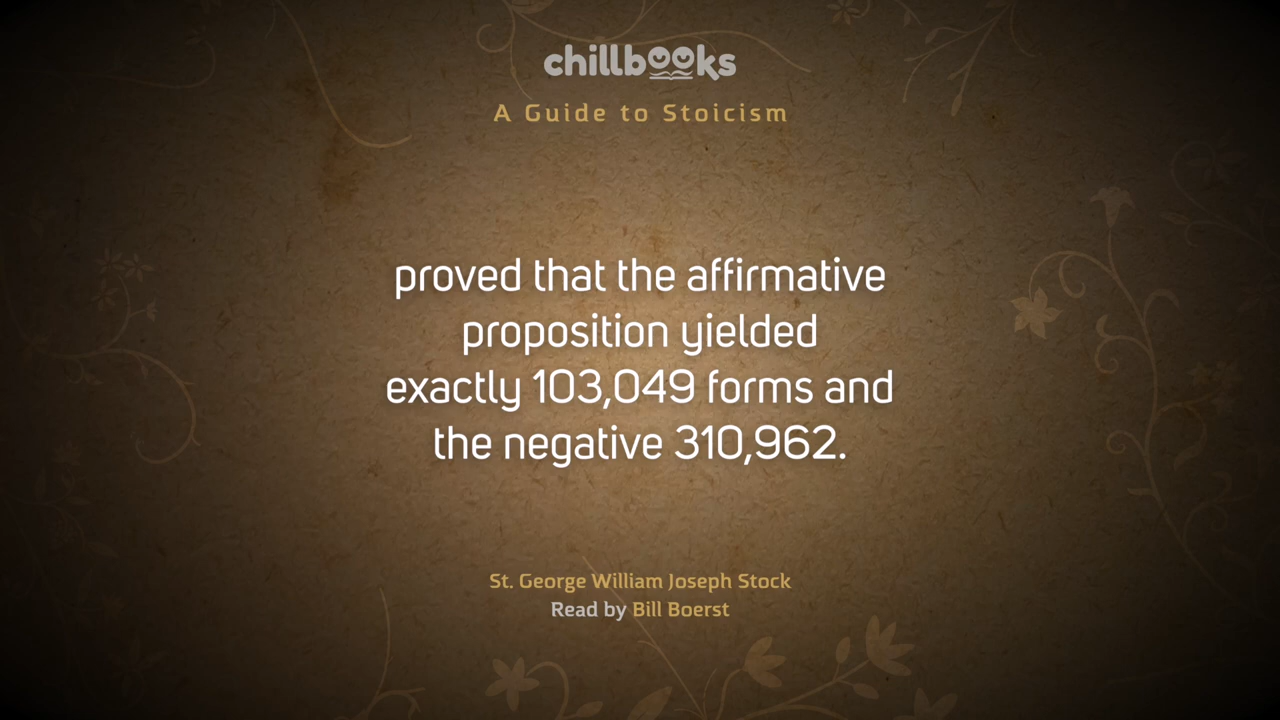 chillbooks
A Guide to Stoicism
proved that the affirmative
proposition yielded
exactly 103,049 forms and
the negative 310,962.
St. George William Joseph Stock
Read by Bill Boerst